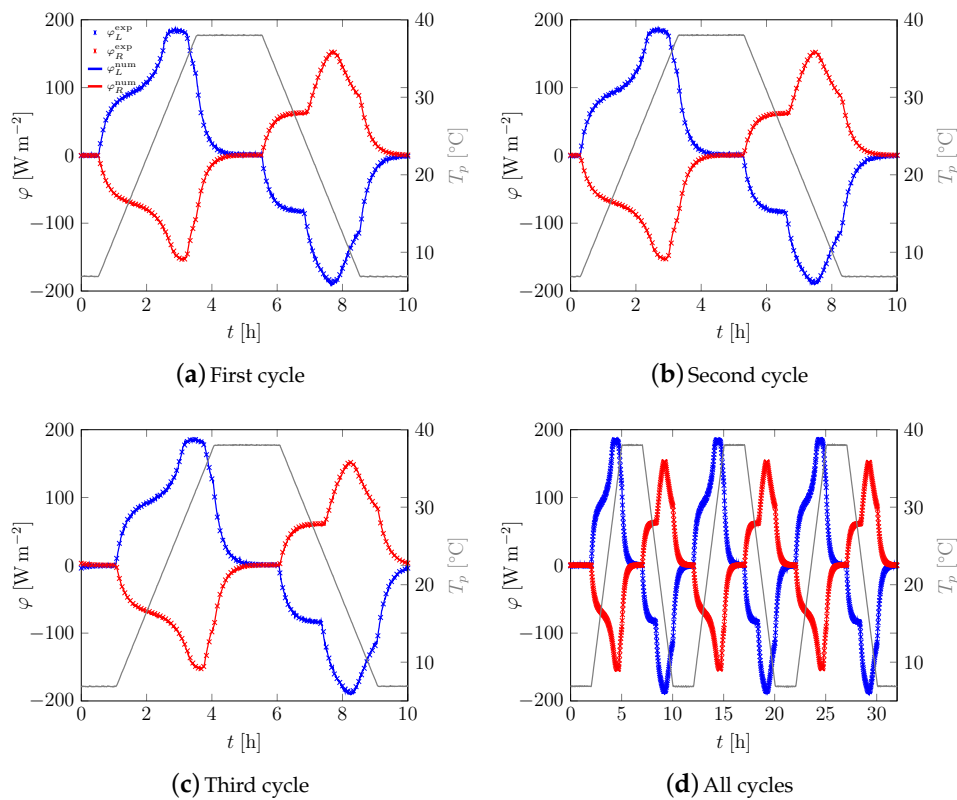 200
100
0
−100
−200
φ [W m⁻²]
φ_L^exp
φ_R^exp
φ_L^num
φ_R^num
40
30
20
10
T_p [°C]
0 2 4 6 8 10
t [h]
(a) First cycle
200
100
0
−100
−200
φ [W m⁻²]
40
30
20
10
T_p [°C]
0 2 4 6 8 10
t [h]
(b) Second cycle
200
100
0
−100
−200
φ [W m⁻²]
40
30
20
10
T_p [°C]
0 2 4 6 8 10
t [h]
(c) Third cycle
200
100
0
−100
−200
φ [W m⁻²]
40
30
20
10
T_p [°C]
0 5 10 15 20 25 30
t [h]
(d) All cycles